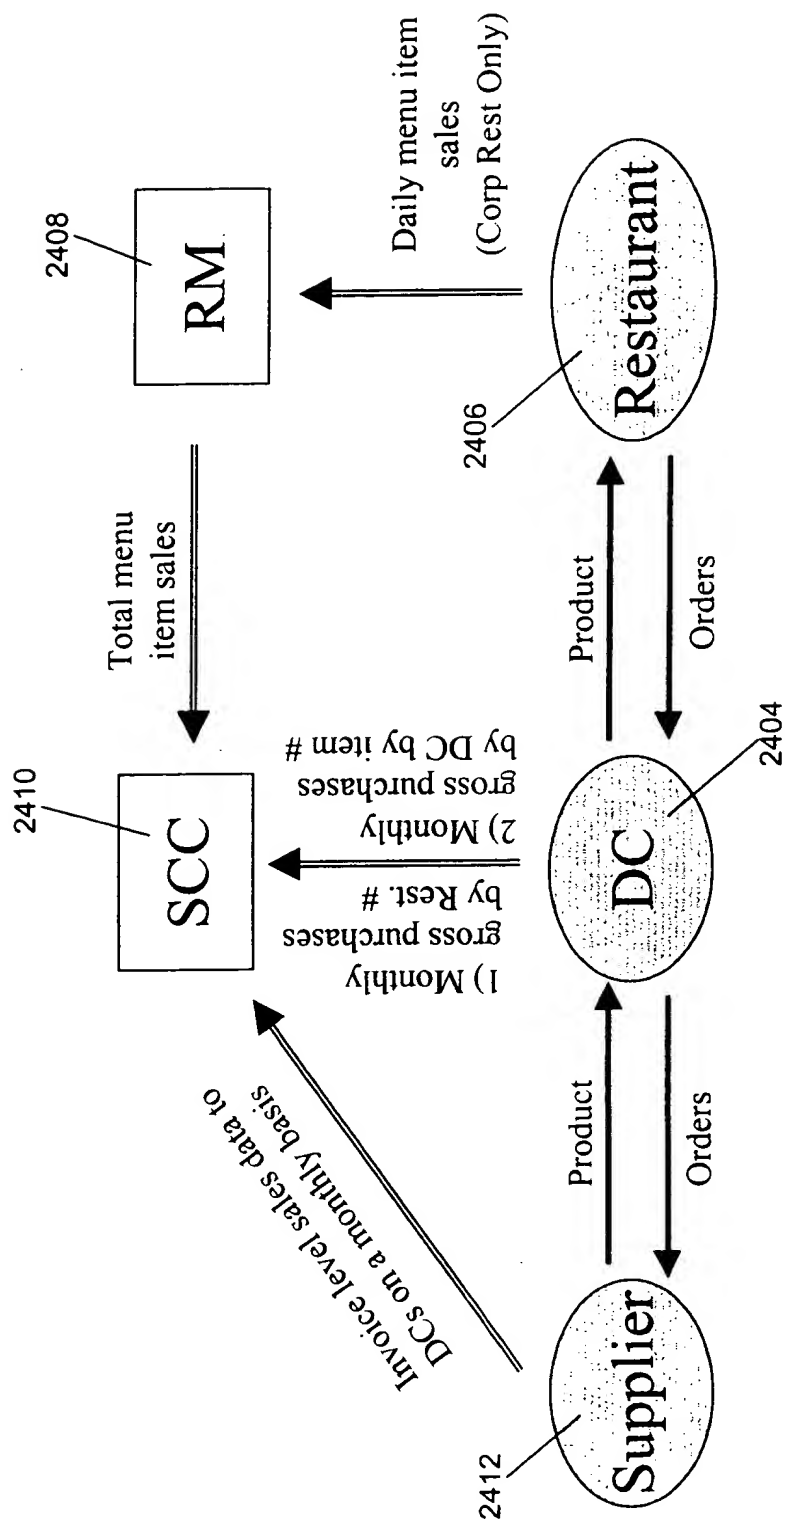 2410
SCC
Total menu
item sales
2408
RM
Invoice level sales data to
DCs on a monthly basis
1) Monthly
gross purchases
by Rest. #
2) Monthly
gross purchases
by DC by item #
Daily menu item
sales
(Corp Rest Only)
2412
Supplier
Product
Orders
DC
2404
Product
Orders
2406
Restaurant